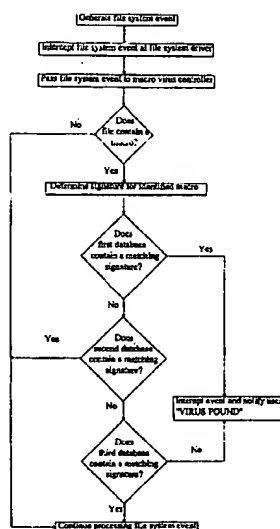 Generate file system event
Intercept file system event at file system driver
Pass file system event to macro virus controller
Does
file contain a
macro?
No
Yes
Determine signature for identified macro
Does
first database
contain a matching
signature?
Yes
No
Does
second database
contain a matching
signature?
Yes
No
Interrupt event and notify user
"VIRUS FOUND"
Does
third database
contain a matching
signature?
No
Yes
Continue processing file system event